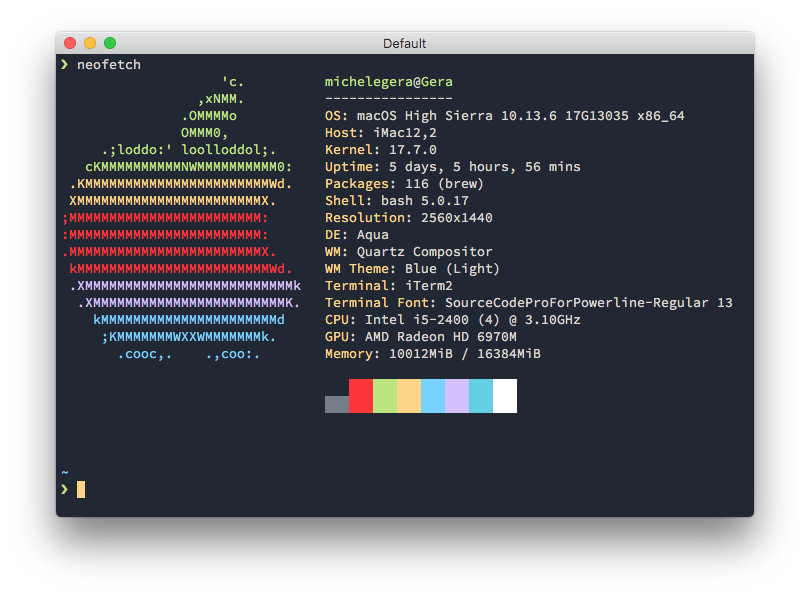 Default
❯ neofetch
                    'c.          michelegera@Gera
                 ,xNMM.          ----------------
               .OMMMMo           OS: macOS High Sierra 10.13.6 17G13035 x86_64
               OMMM0,            Host: iMac12,2
     .;loddo:' loolloddol;.      Kernel: 17.7.0
   cKMMMMMMMMMMNWMMMMMMMMMM0:    Uptime: 5 days, 5 hours, 56 mins
 .KMMMMMMMMMMMMMMMMMMMMMMMWd.    Packages: 116 (brew)
 XMMMMMMMMMMMMMMMMMMMMMMMX.      Shell: bash 5.0.17
;MMMMMMMMMMMMMMMMMMMMMMMM:       Resolution: 2560x1440
:MMMMMMMMMMMMMMMMMMMMMMMM:       DE: Aqua
.MMMMMMMMMMMMMMMMMMMMMMMMX.      WM: Quartz Compositor
 kMMMMMMMMMMMMMMMMMMMMMMMMWd.    WM Theme: Blue (Light)
 .XMMMMMMMMMMMMMMMMMMMMMMMMMMk   Terminal: iTerm2
  .XMMMMMMMMMMMMMMMMMMMMMMMMK.   Terminal Font: SourceCodeProForPowerline-Regular 13
    kMMMMMMMMMMMMMMMMMMMMMMd     CPU: Intel i5-2400 (4) @ 3.10GHz
     ;KMMMMMMMWXXWMMMMMMMk.      GPU: AMD Radeon HD 6970M
       .cooc,.    .,coo:.        Memory: 10012MiB / 16384MiB
~
❯